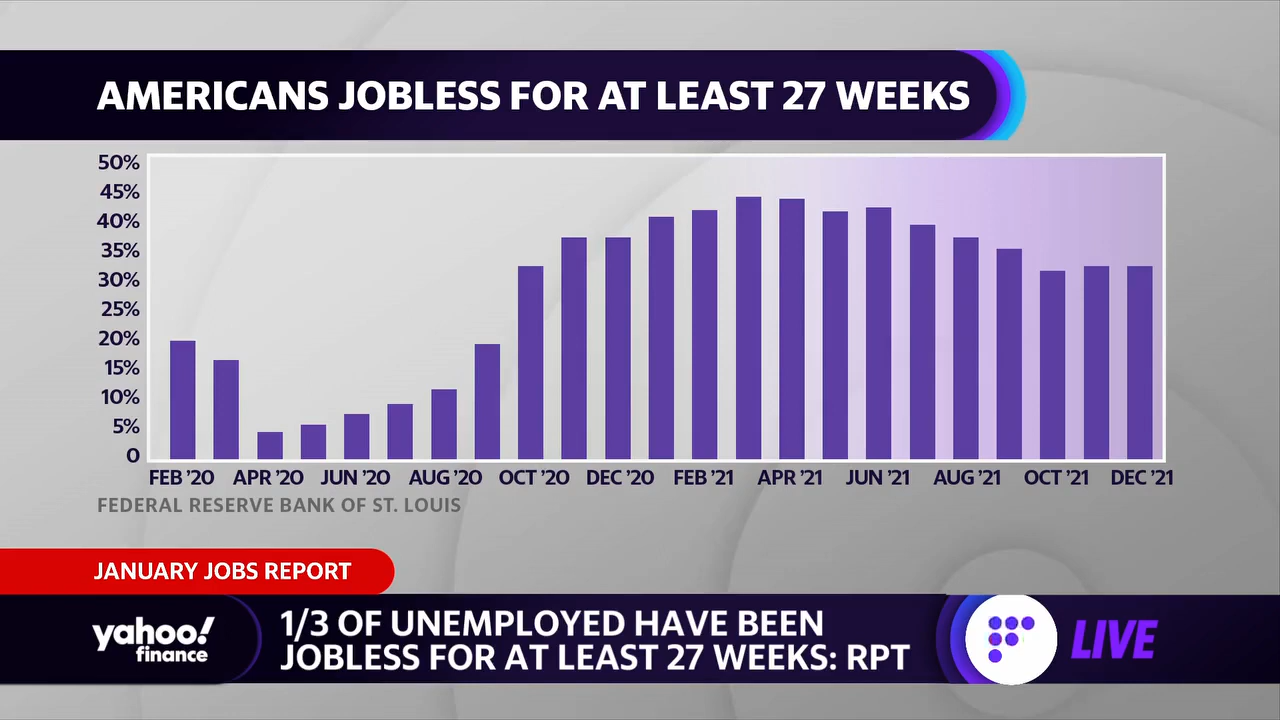 AMERICANS JOBLESS FOR AT LEAST 27 WEEKS
50%
45%
40%
35%
30%
25%
20%
15%
10%
5%
0
FEB '20 APR '20 JUN '20 AUG '20 OCT '20 DEC '20 FEB '21 APR '21 JUN '21 AUG '21 OCT '21 DEC '21
FEDERAL RESERVE BANK OF ST. LOUIS
JANUARY JOBS REPORT
yahoo!
finance
1/3 OF UNEMPLOYED HAVE BEEN
JOBLESS FOR AT LEAST 27 WEEKS: RPT
LIVE